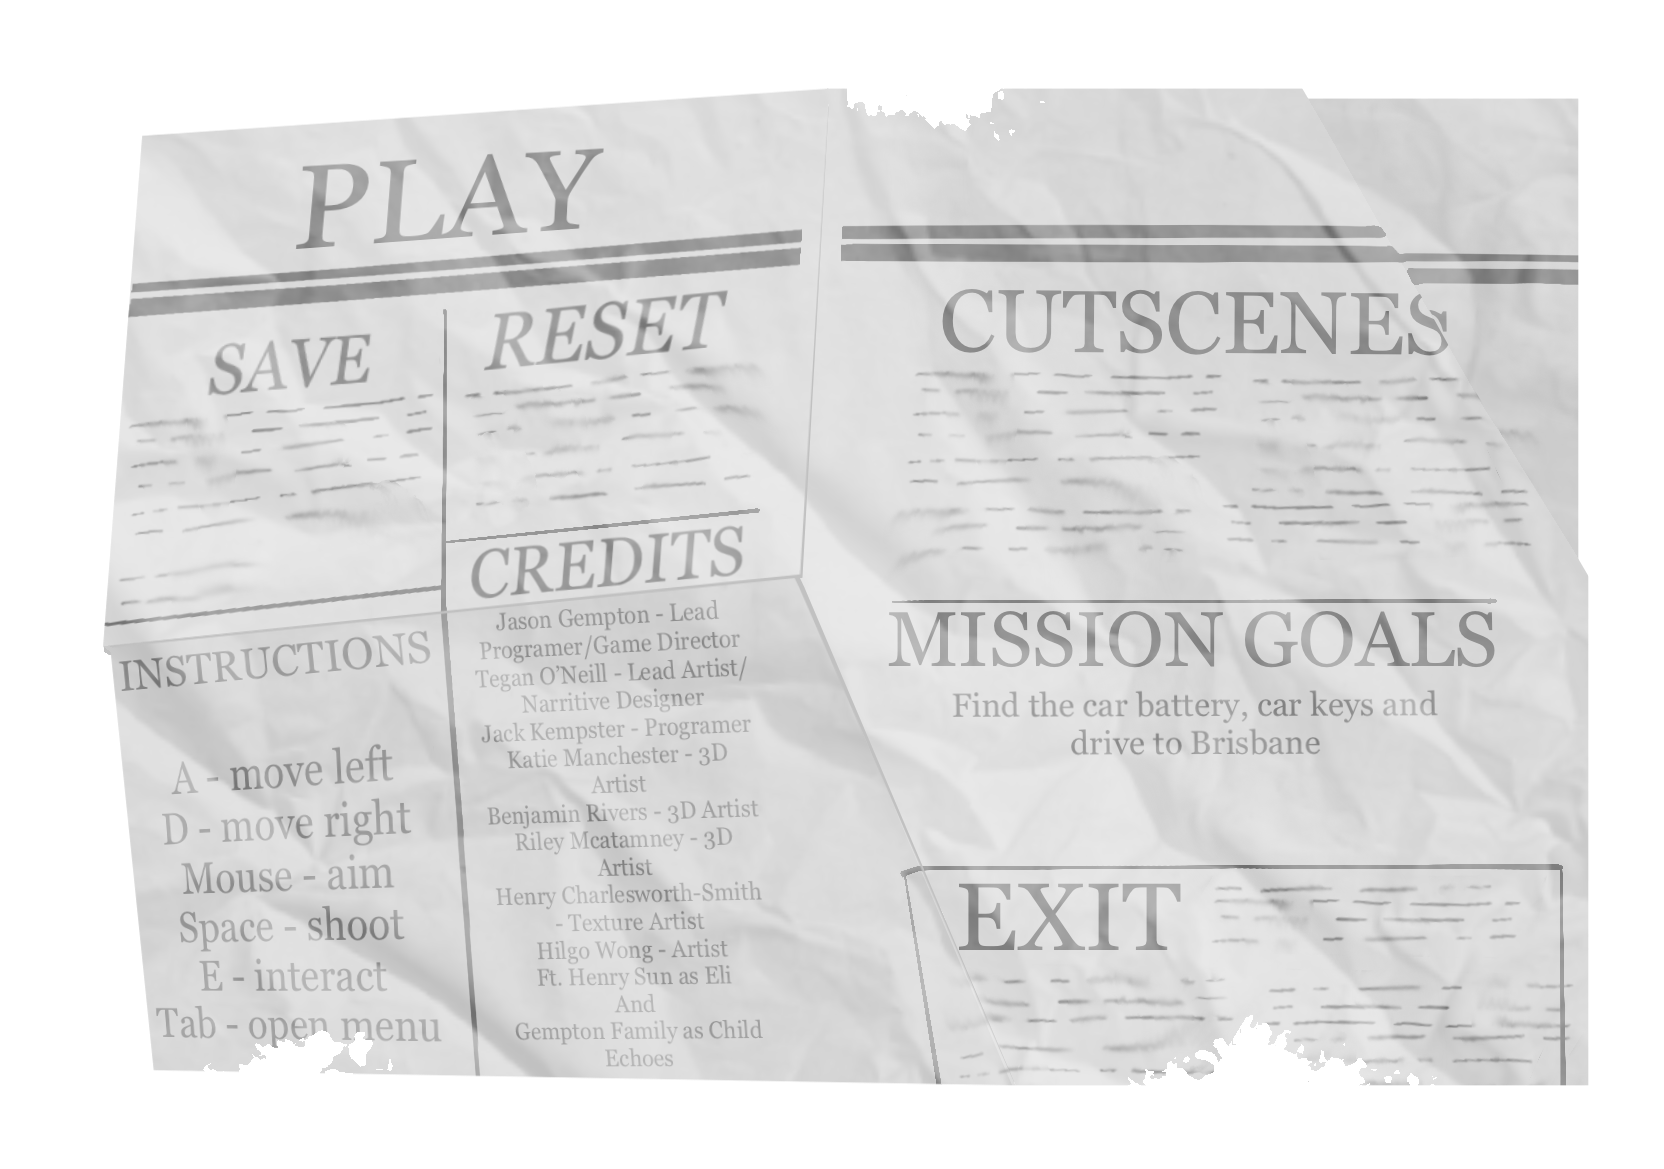 PLAY
SAVE
RESET
CREDITS
Jason Gempton - Lead
Programer/Game Director
Tegan O'Neill - Lead Artist/
Narritive Designer
Jack Kempster - Programer
Katie Manchester - 3D
Artist
Benjamin Rivers - 3D Artist
Riley Mcatamney - 3D
Artist
Henry Charlesworth-Smith
- Texture Artist
Hilgo Wong - Artist
Ft. Henry Sun as Eli
And
Gempton Family as Child
Echoes
INSTRUCTIONS
A - move left
D - move right
Mouse - aim
Space - shoot
E - interact
Tab - open menu
CUTSCENES
MISSION GOALS
Find the car battery, car keys and
drive to Brisbane
EXIT